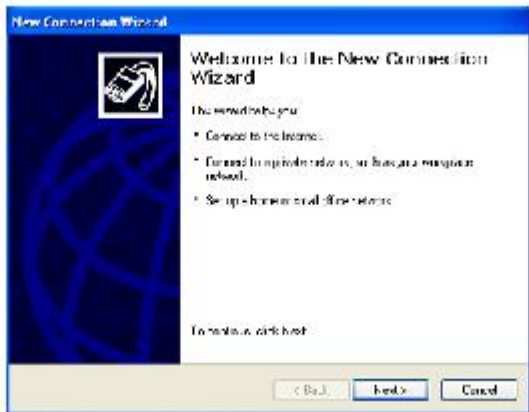 New Connection Wizard
Welcome to the New Connection
Wizard
This wizard helps you:
* Connect to the Internet.
* Connect to a private network, such as your workplace
network.
* Set up a home or small office network.
To continue, click Next.
< Back
Next >
Cancel